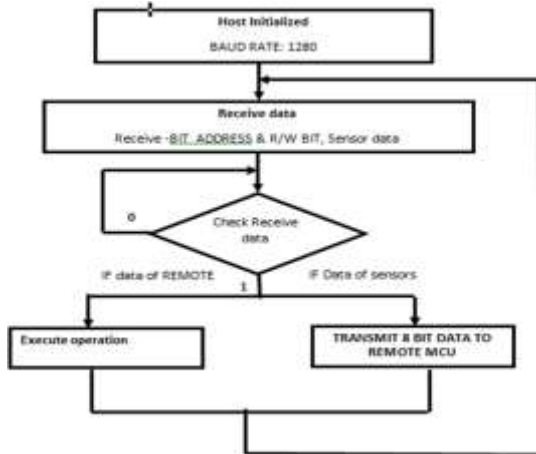 Host Initialized
BAUD RATE: 1280
Receive data
Receive -BIT ADDRESS & R/W BIT, Sensor data
0
Check Receive
data
IF data of REMOTE
IF Data of sensors
1
Execute operation
TRANSMIT 8 BIT DATA TO
REMOTE MCU